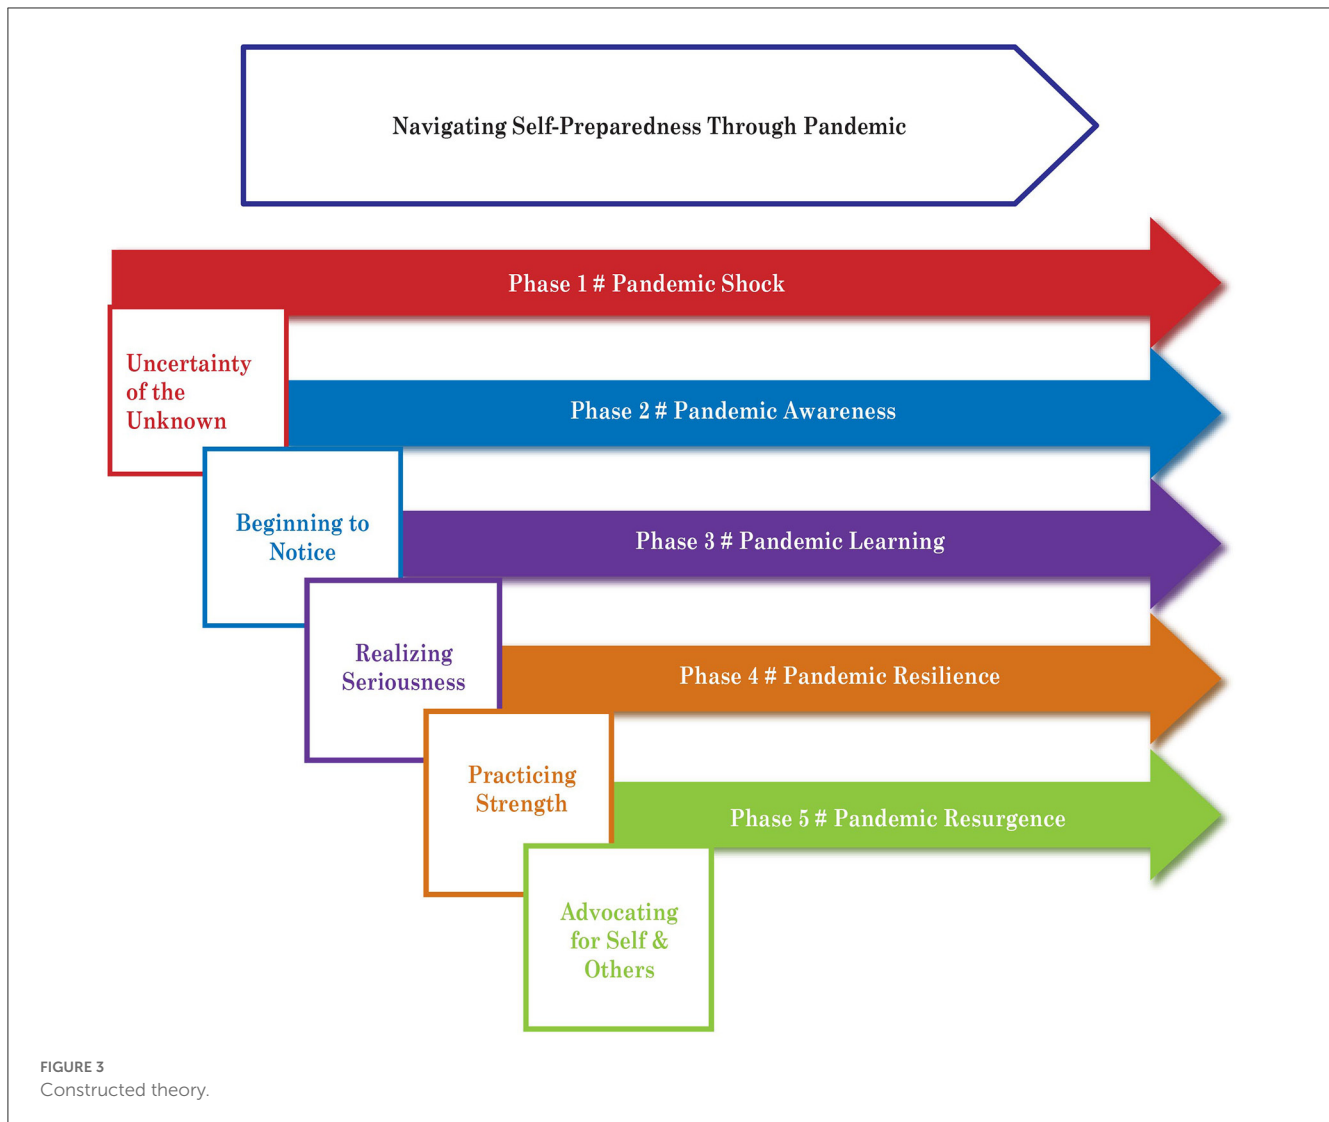 Navigating Self-Preparedness Through Pandemic
Phase 1 # Pandemic Shock
Uncertainty
of the
Unknown
Phase 2 # Pandemic Awareness
Beginning to
Notice
Phase 3 # Pandemic Learning
Realizing
Seriousness
Phase 4 # Pandemic Resilience
Practicing
Strength
Phase 5 # Pandemic Resurgence
Advocating
for Self &
Others
FIGURE 3
Constructed theory.